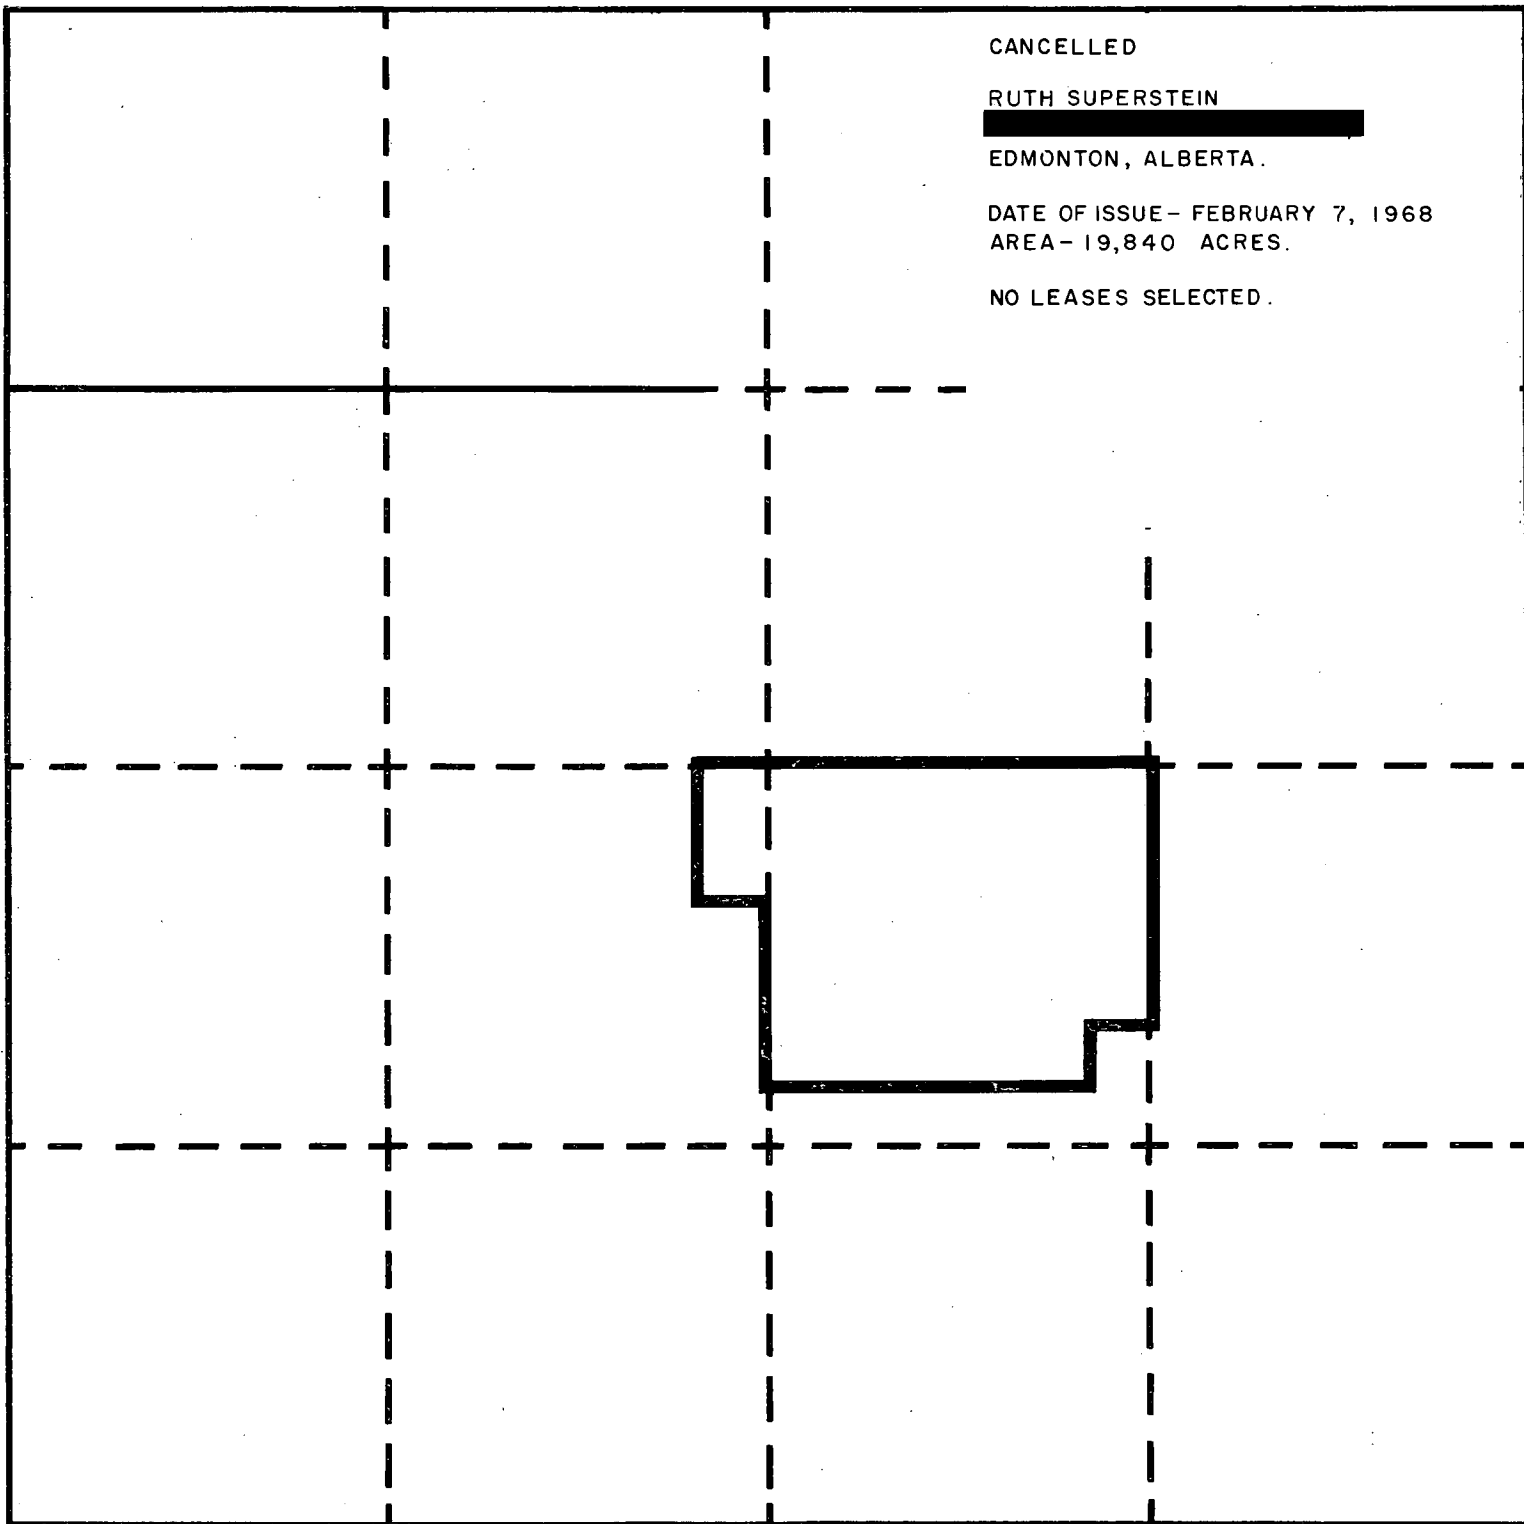 CANCELLED
RUTH SUPERSTEIN
EDMONTON, ALBERTA.
DATE OF ISSUE- FEBRUARY 7, 1968
AREA- 19,840 ACRES.
NO LEASES SELECTED.